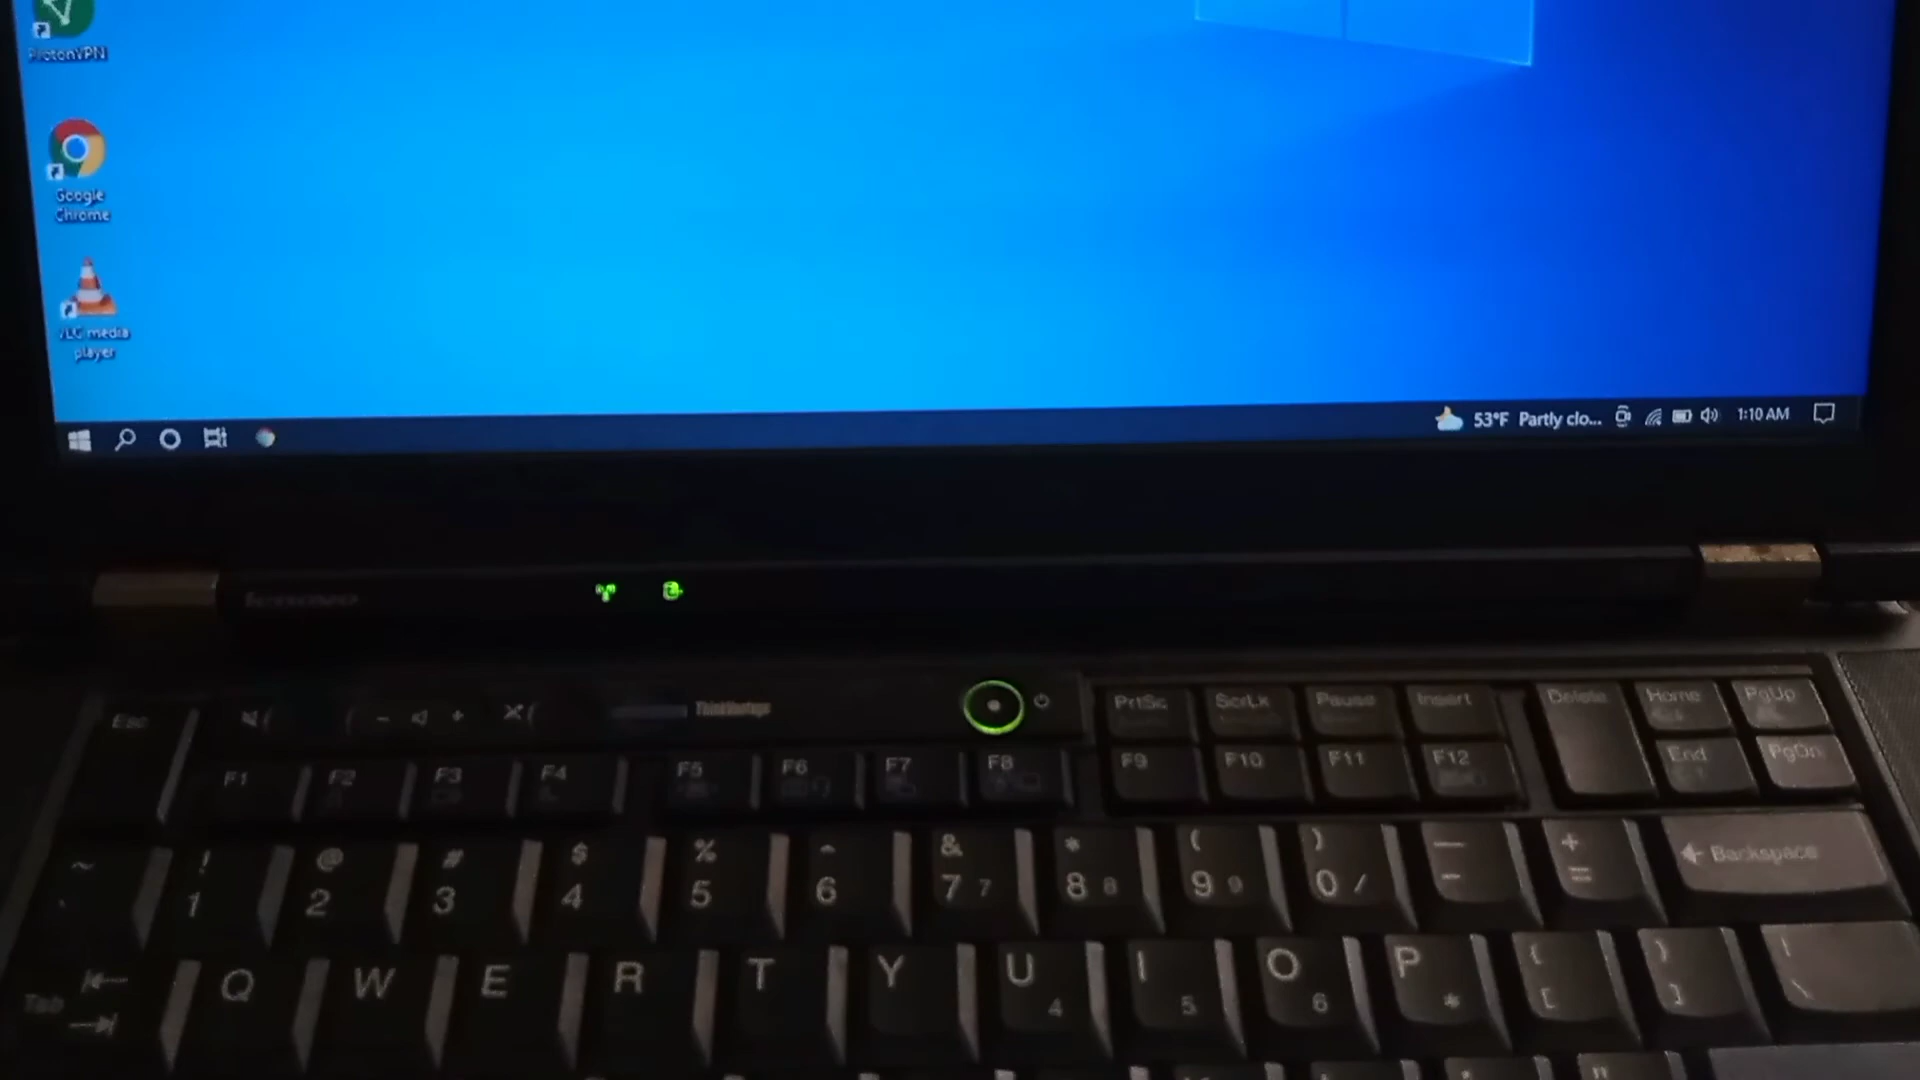 ProtonVPN
Google
Chrome
VLC media
player
53°F Partly clo...
1:10 AM
lenovo
Esc
ThinkVantage
PrtSc
ScrLk
Pause
Insert
Delete
Home
PgUp
F1
F2
F3
F4
F5
F6
F7
F8
F9
F10
F11
F12
End
PgDn
~ ! @ # $ % ^ & * ( ) — +
` 1 2 3 4 5 6 7 7 8 8 9 9 0 / - =
Backspace
Tab
Q W E R T Y U 4 I 5 O 6 P * { [ } ] | \